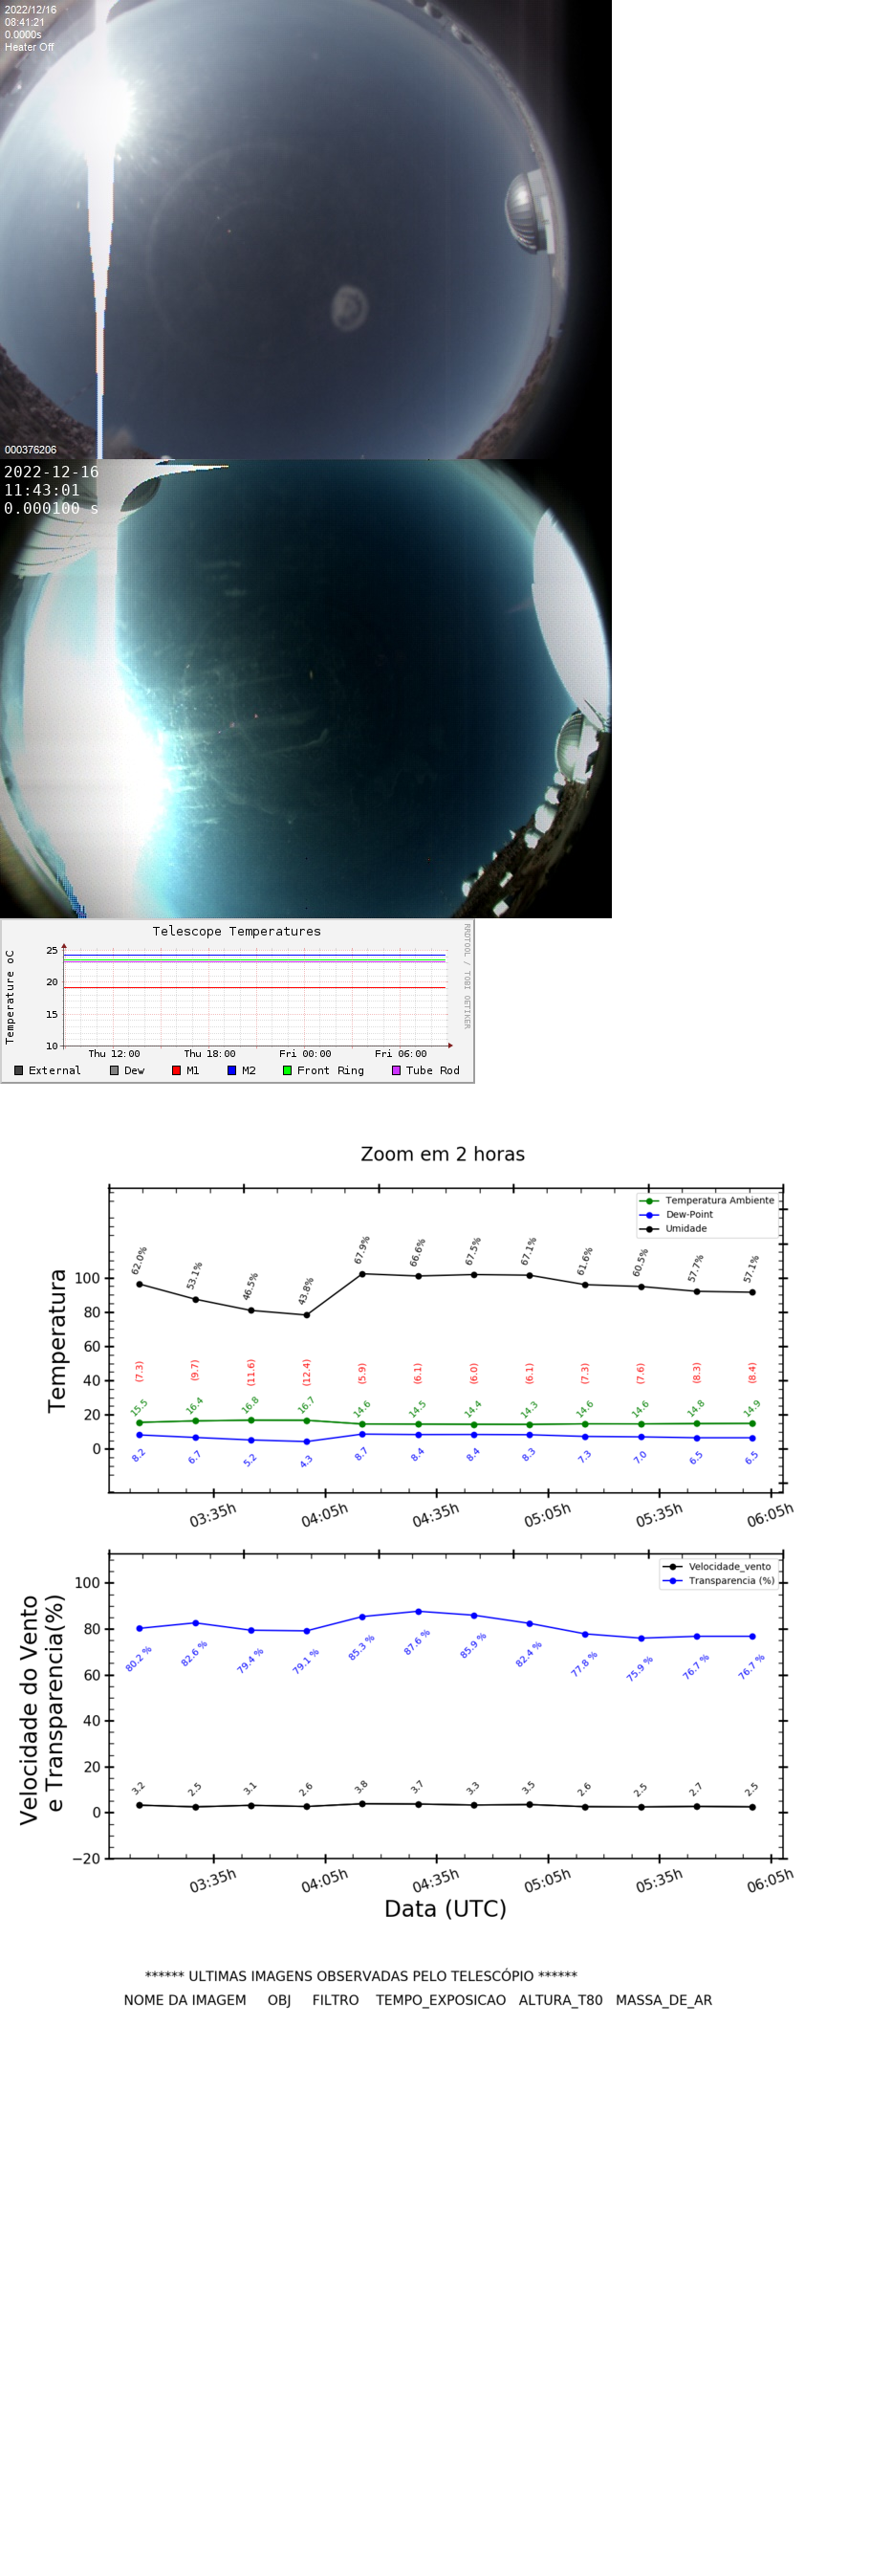 2022/12/16
08:41:21
0.0000s
Heater Off
000376206
2022-12-16
11:43:01
0.000100 s
Telescope Temperatures
RRDTOOL / TOBI OETIKER
Temperature oC
25
20
15
10
Thu 12:00 Thu 18:00 Fri 00:00 Fri 06:00
External Dew M1 M2 Front Ring Tube Rod
Zoom em 2 horas
Temperatura Ambiente
Dew-Point
Umidade
Temperatura
100
80
60
40
20
0
62.0% 53.1% 46.5% 43.8% 67.9% 66.6% 67.5% 67.1% 61.6% 60.5% 57.7% 57.1%
(7.3) (9.7) (11.6) (12.4) (5.9) (6.1) (6.0) (6.1) (7.3) (7.6) (8.3) (8.4)
15.5 16.4 16.8 16.7 14.6 14.5 14.4 14.3 14.6 14.6 14.8 14.9
8.2 6.7 5.2 4.3 8.7 8.4 8.4 8.3 7.3 7.0 6.5 6.5
03:35h 04:05h 04:35h 05:05h 05:35h 06:05h
Velocidade_vento
Transparencia (%)
Velocidade do Vento
e Transparencia(%)
100
80
60
40
20
0
−20
80.2 % 82.6 % 79.4 % 79.1 % 85.3 % 87.6 % 85.9 % 82.4 % 77.8 % 75.9 % 76.7 % 76.7 %
3.2 2.5 3.1 2.6 3.8 3.7 3.3 3.5 2.6 2.5 2.7 2.5
03:35h 04:05h 04:35h 05:05h 05:35h 06:05h
Data (UTC)
****** ULTIMAS IMAGENS OBSERVADAS PELO TELESCÓPIO ******
NOME DA IMAGEM OBJ FILTRO TEMPO_EXPOSICAO ALTURA_T80 MASSA_DE_AR